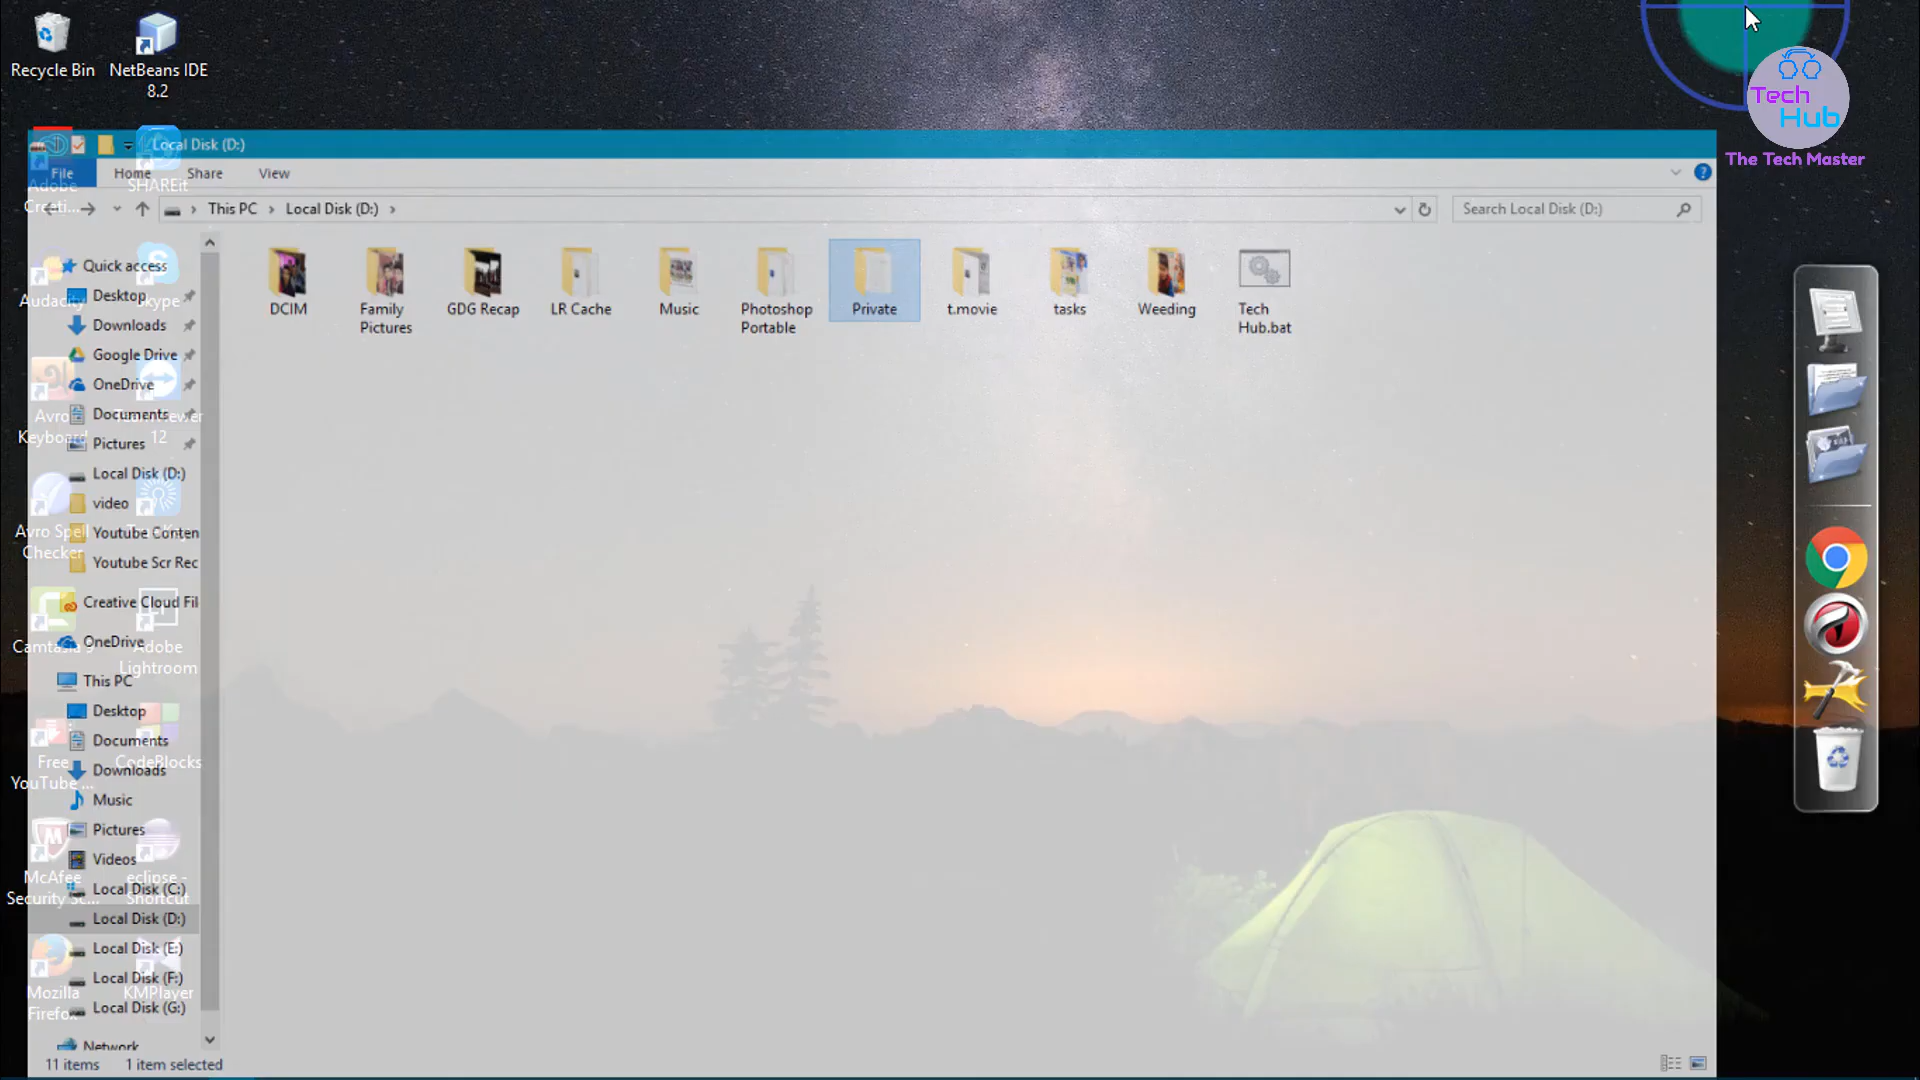 Recycle Bin
NetBeans IDE
8.2
Tech
Hub
The Tech Master
Local Disk (D:)
File
Home
Share
View
Adobe
Creati...
SHAREit
This PC
Local Disk (D:)
Search Local Disk (D:)
Quick access
Desktop
Downloads
Google Drive
OneDrive
Documents
Pictures
Local Disk (D:)
video
Youtube Conten
Youtube Scr Rec
Creative Cloud Fil
OneDrive
This PC
Desktop
Documents
Downloads
Music
Pictures
Videos
Local Disk (C:)
Local Disk (D:)
Local Disk (E:)
Local Disk (F:)
Local Disk (G:)
Network
DCIM
Family
Pictures
GDG Recap
LR Cache
Music
Photoshop
Portable
Private
t.movie
tasks
Weeding
Tech
Hub.bat
Audacity
Skype
Avro
Keyboard
TeamViewer
12
Avro Spell
Checker
Camtasia 9
Adobe
Lightroom
Free
YouTube ...
CodeBlocks
McAfee
Security Sc...
eclipse -
Shortcut
Mozilla
Firefox
KMPlayer
11 items
1 item selected